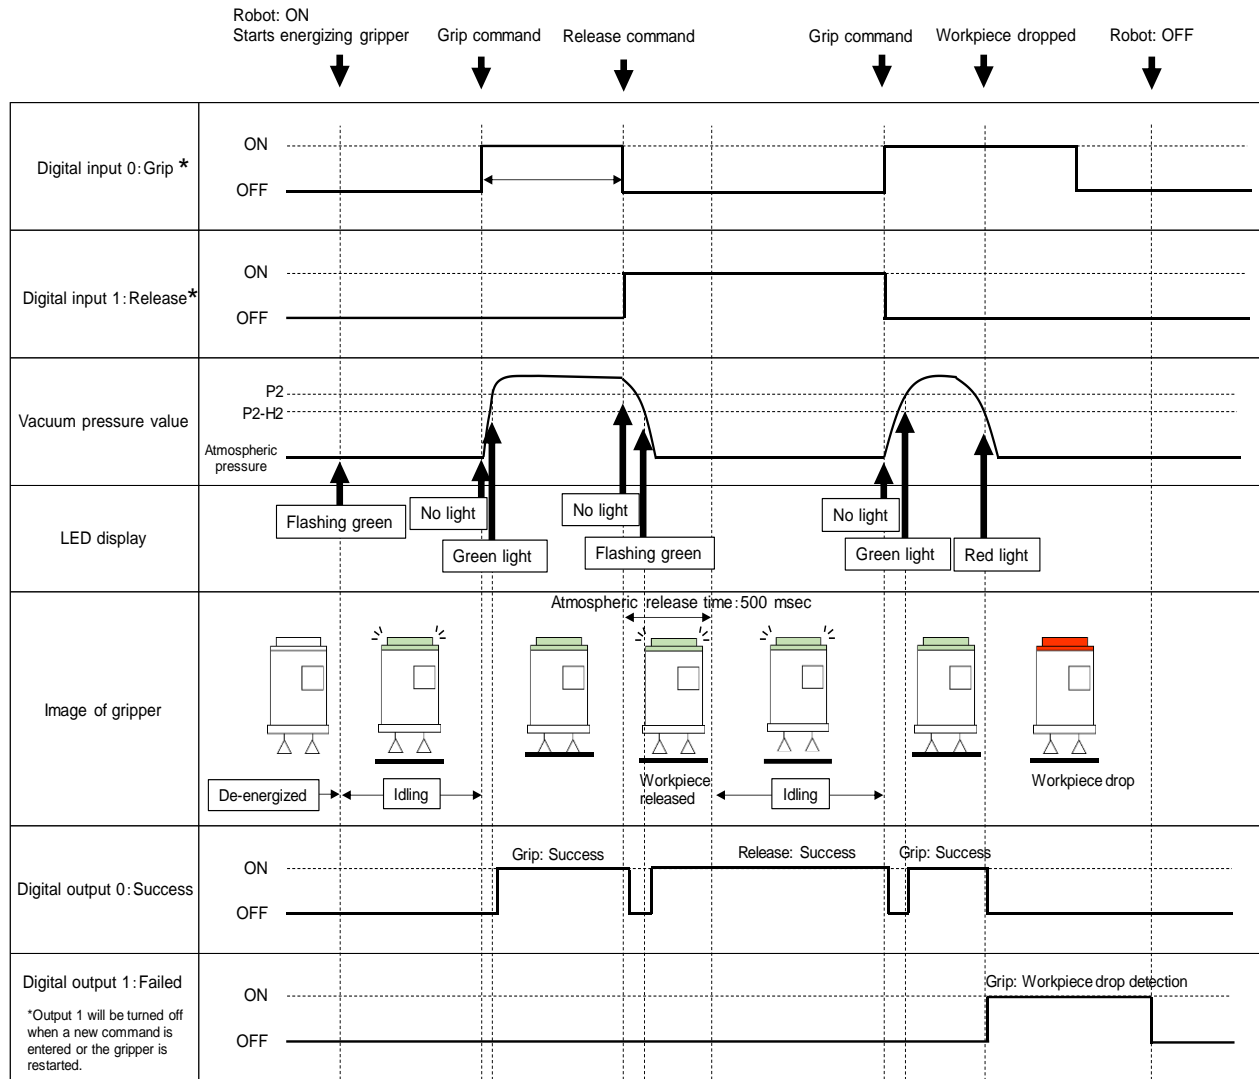 Robot: ON
Starts energizing gripper
Grip command
Release command
Grip command
Workpiece dropped
Robot: OFF
Digital input 0:Grip *
ON
OFF
Digital input 1:Release*
ON
OFF
Vacuum pressure value
P2
P2-H2
Atmospheric
pressure
LED display
Flashing green
No light
Green light
No light
Flashing green
No light
Green light
Red light
Image of gripper
Atmospheric release time:500 msec
De-energized
Idling
Workpiece
released
Idling
Workpiece drop
Digital output 0:Success
ON
OFF
Grip: Success
Release: Success
Grip: Success
Digital output 1:Failed
*Output 1 will be turned off
when a new command is
entered or the gripper is
restarted.
ON
OFF
Grip: Workpiece drop detection